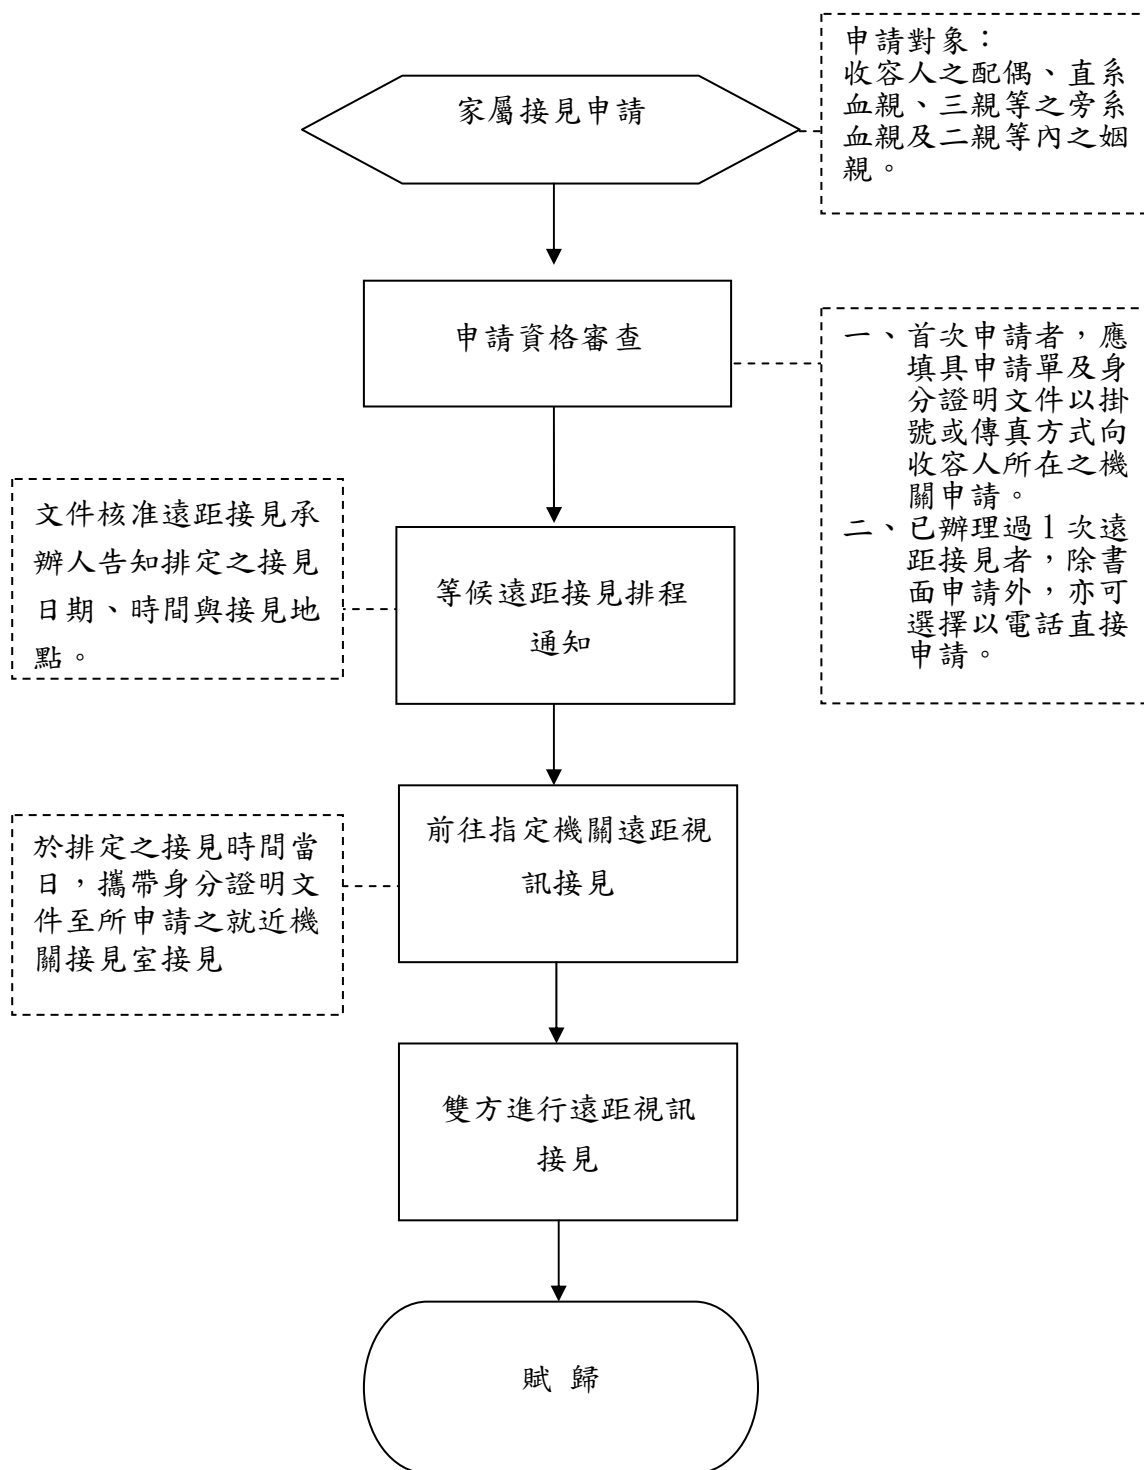 家屬接見申請
申請對象：
收容人之配偶、直系
血親、三親等之旁系
血親及二親等內之姻
親。
申請資格審查
一、首次申請者，應
填具申請單及身
分證明文件以掛
號或傳真方式向
收容人所在之機
關申請。
二、已辦理過1次遠
距接見者，除書
面申請外，亦可
選擇以電話直接
申請。
文件核准遠距接見承
辦人告知排定之接見
日期、時間與接見地
點。
等候遠距接見排程
通知
前往指定機關遠距視
訊接見
於排定之接見時間當
日，攜帶身分證明文
件至所申請之就近機
關接見室接見
雙方進行遠距視訊
接見
賦 歸